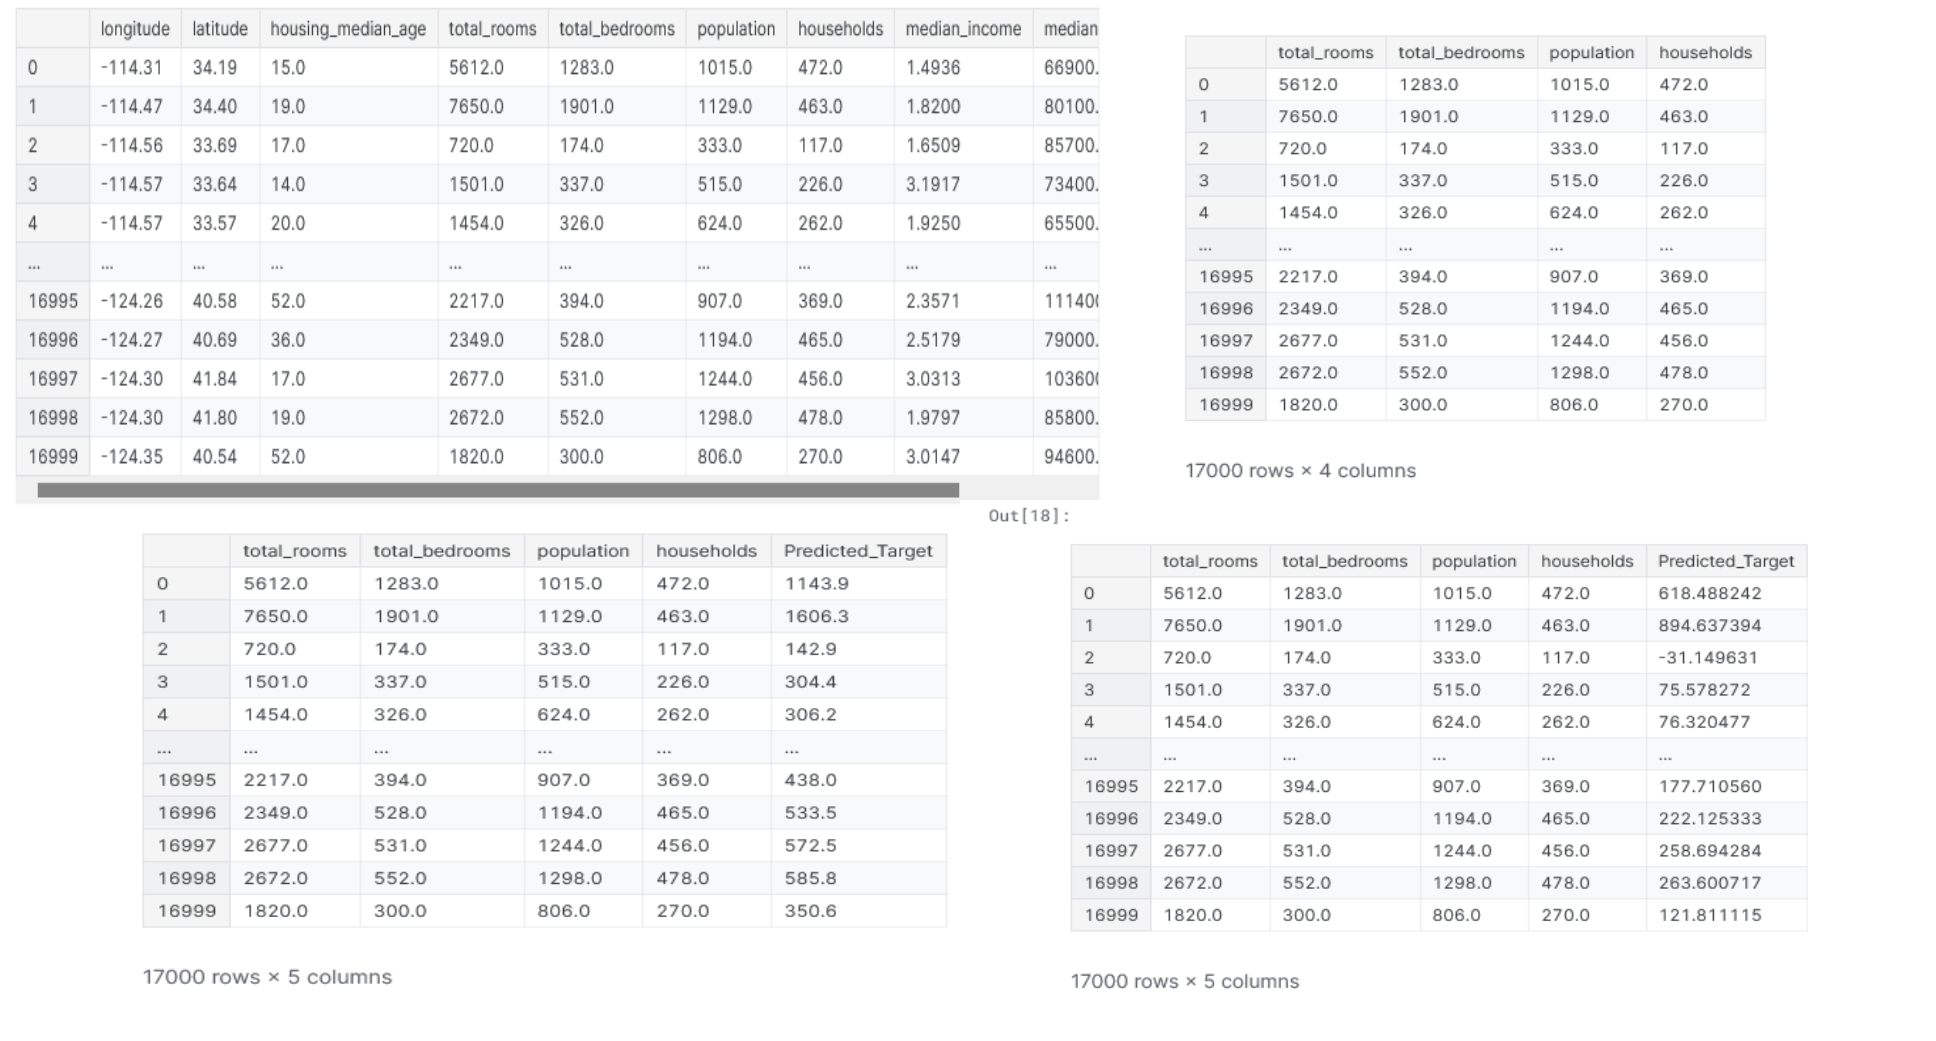 longitude latitude housing_median_age total_rooms total_bedrooms population households median_income median
0 -114.31 34.19 15.0 5612.0 1283.0 1015.0 472.0 1.4936 66900.
1 -114.47 34.40 19.0 7650.0 1901.0 1129.0 463.0 1.8200 80100.
2 -114.56 33.69 17.0 720.0 174.0 333.0 117.0 1.6509 85700.
3 -114.57 33.64 14.0 1501.0 337.0 515.0 226.0 3.1917 73400.
4 -114.57 33.57 20.0 1454.0 326.0 624.0 262.0 1.9250 65500.
... ... ... ... ... ... ... ... ... ...
16995 -124.26 40.58 52.0 2217.0 394.0 907.0 369.0 2.3571 111400
16996 -124.27 40.69 36.0 2349.0 528.0 1194.0 465.0 2.5179 79000.
16997 -124.30 41.84 17.0 2677.0 531.0 1244.0 456.0 3.0313 103600
16998 -124.30 41.80 19.0 2672.0 552.0 1298.0 478.0 1.9797 85800.
16999 -124.35 40.54 52.0 1820.0 300.0 806.0 270.0 3.0147 94600.
total_rooms total_bedrooms population households
0 5612.0 1283.0 1015.0 472.0
1 7650.0 1901.0 1129.0 463.0
2 720.0 174.0 333.0 117.0
3 1501.0 337.0 515.0 226.0
4 1454.0 326.0 624.0 262.0
... ... ... ... ...
16995 2217.0 394.0 907.0 369.0
16996 2349.0 528.0 1194.0 465.0
16997 2677.0 531.0 1244.0 456.0
16998 2672.0 552.0 1298.0 478.0
16999 1820.0 300.0 806.0 270.0
17000 rows × 4 columns
total_rooms total_bedrooms population households Predicted_Target
0 5612.0 1283.0 1015.0 472.0 1143.9
1 7650.0 1901.0 1129.0 463.0 1606.3
2 720.0 174.0 333.0 117.0 142.9
3 1501.0 337.0 515.0 226.0 304.4
4 1454.0 326.0 624.0 262.0 306.2
... ... ... ... ... ...
16995 2217.0 394.0 907.0 369.0 438.0
16996 2349.0 528.0 1194.0 465.0 533.5
16997 2677.0 531.0 1244.0 456.0 572.5
16998 2672.0 552.0 1298.0 478.0 585.8
16999 1820.0 300.0 806.0 270.0 350.6
17000 rows × 5 columns
Out[18]:
total_rooms total_bedrooms population households Predicted_Target
0 5612.0 1283.0 1015.0 472.0 618.488242
1 7650.0 1901.0 1129.0 463.0 894.637394
2 720.0 174.0 333.0 117.0 -31.149631
3 1501.0 337.0 515.0 226.0 75.578272
4 1454.0 326.0 624.0 262.0 76.320477
... ... ... ... ... ...
16995 2217.0 394.0 907.0 369.0 177.710560
16996 2349.0 528.0 1194.0 465.0 222.125333
16997 2677.0 531.0 1244.0 456.0 258.694284
16998 2672.0 552.0 1298.0 478.0 263.600717
16999 1820.0 300.0 806.0 270.0 121.811115
17000 rows × 5 columns